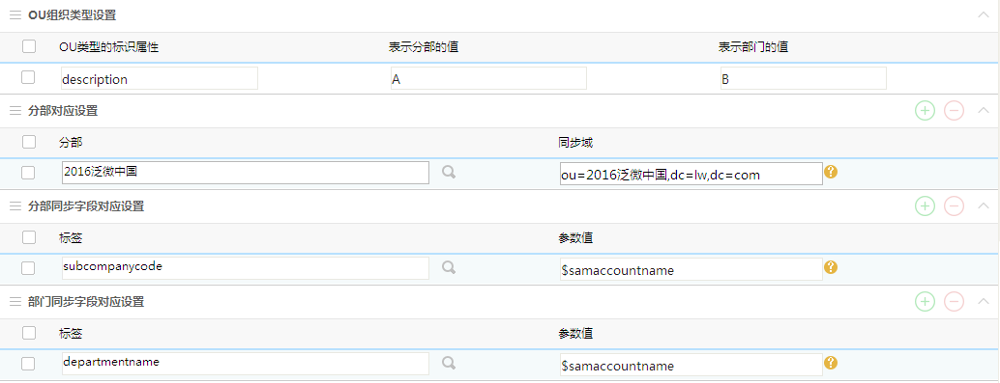 OU组织类型设置
OU类型的标识属性 表示分部的值 表示部门的值
description A B
分部对应设置
分部 同步域
2016泛微中国 ou=2016泛微中国,dc=lw,dc=com
分部同步字段对应设置
标签 参数值
subcompanycode $samaccountname
部门同步字段对应设置
标签 参数值
departmentname $samaccountname